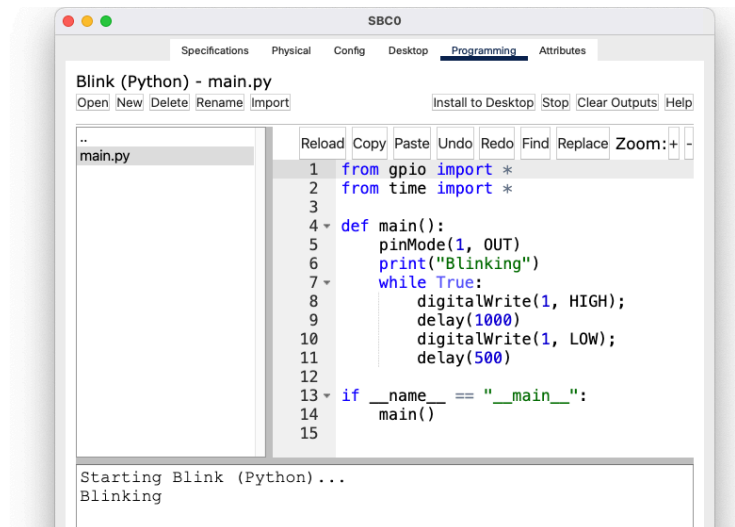 SBC0
Specifications Physical Config Desktop Programming Attributes
Blink (Python) - main.py
Open New Delete Rename Import Install to Desktop Stop Clear Outputs Help
..
main.py
Reload Copy Paste Undo Redo Find Replace Zoom: + -
1 from gpio import *
2 from time import *
3
4 def main():
5     pinMode(1, OUT)
6     print("Blinking")
7     while True:
8         digitalWrite(1, HIGH);
9         delay(1000)
10         digitalWrite(1, LOW);
11         delay(500)
12
13 if __name__ == "__main__":
14     main()
15
Starting Blink (Python)...
Blinking